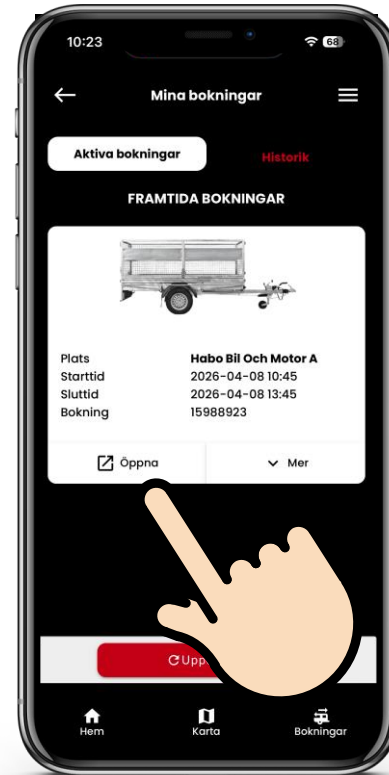 10:23
68
Mina bokningar
Aktiva bokningar
Historik
FRAMTIDA BOKNINGAR
Plats Habo Bil Och Motor A
Starttid 2026-04-08 10:45
Sluttid 2026-04-08 13:45
Bokning 15988923
Öppna
Mer
Upp
Hem
Karta
Bokningar